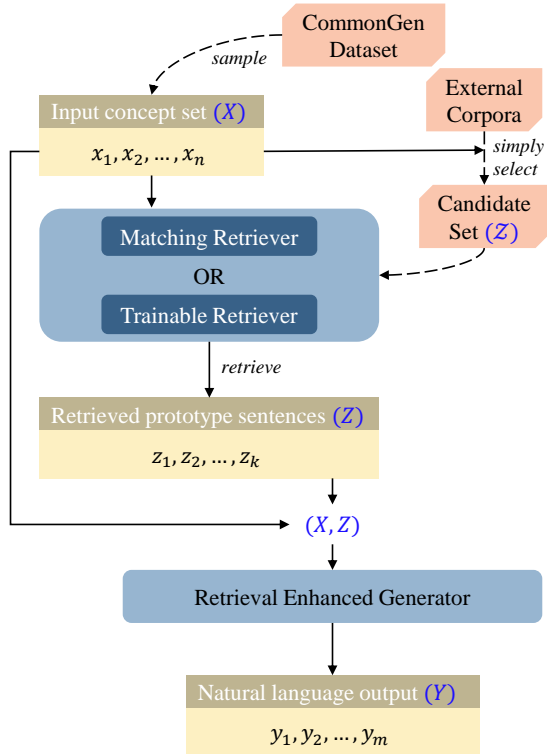 CommonGen
Dataset
sample
External
Corpora
Input concept set (X)
x₁, x₂, …, xₙ
simply
select
Candidate
Set (𝒵)
Matching Retriever
OR
Trainable Retriever
retrieve
Retrieved prototype sentences (Z)
z₁, z₂, …, zₖ
(X, Z)
Retrieval Enhanced Generator
Natural language output (Y)
y₁, y₂, …, yₘ